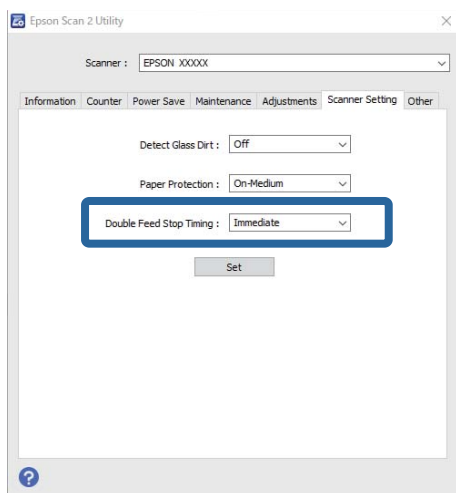 Epson Scan 2 Utility
Scanner : EPSON XXXXX
Information Counter Power Save Maintenance Adjustments Scanner Setting Other
Detect Glass Dirt : Off
Paper Protection : On-Medium
Double Feed Stop Timing : Immediate
Set
?